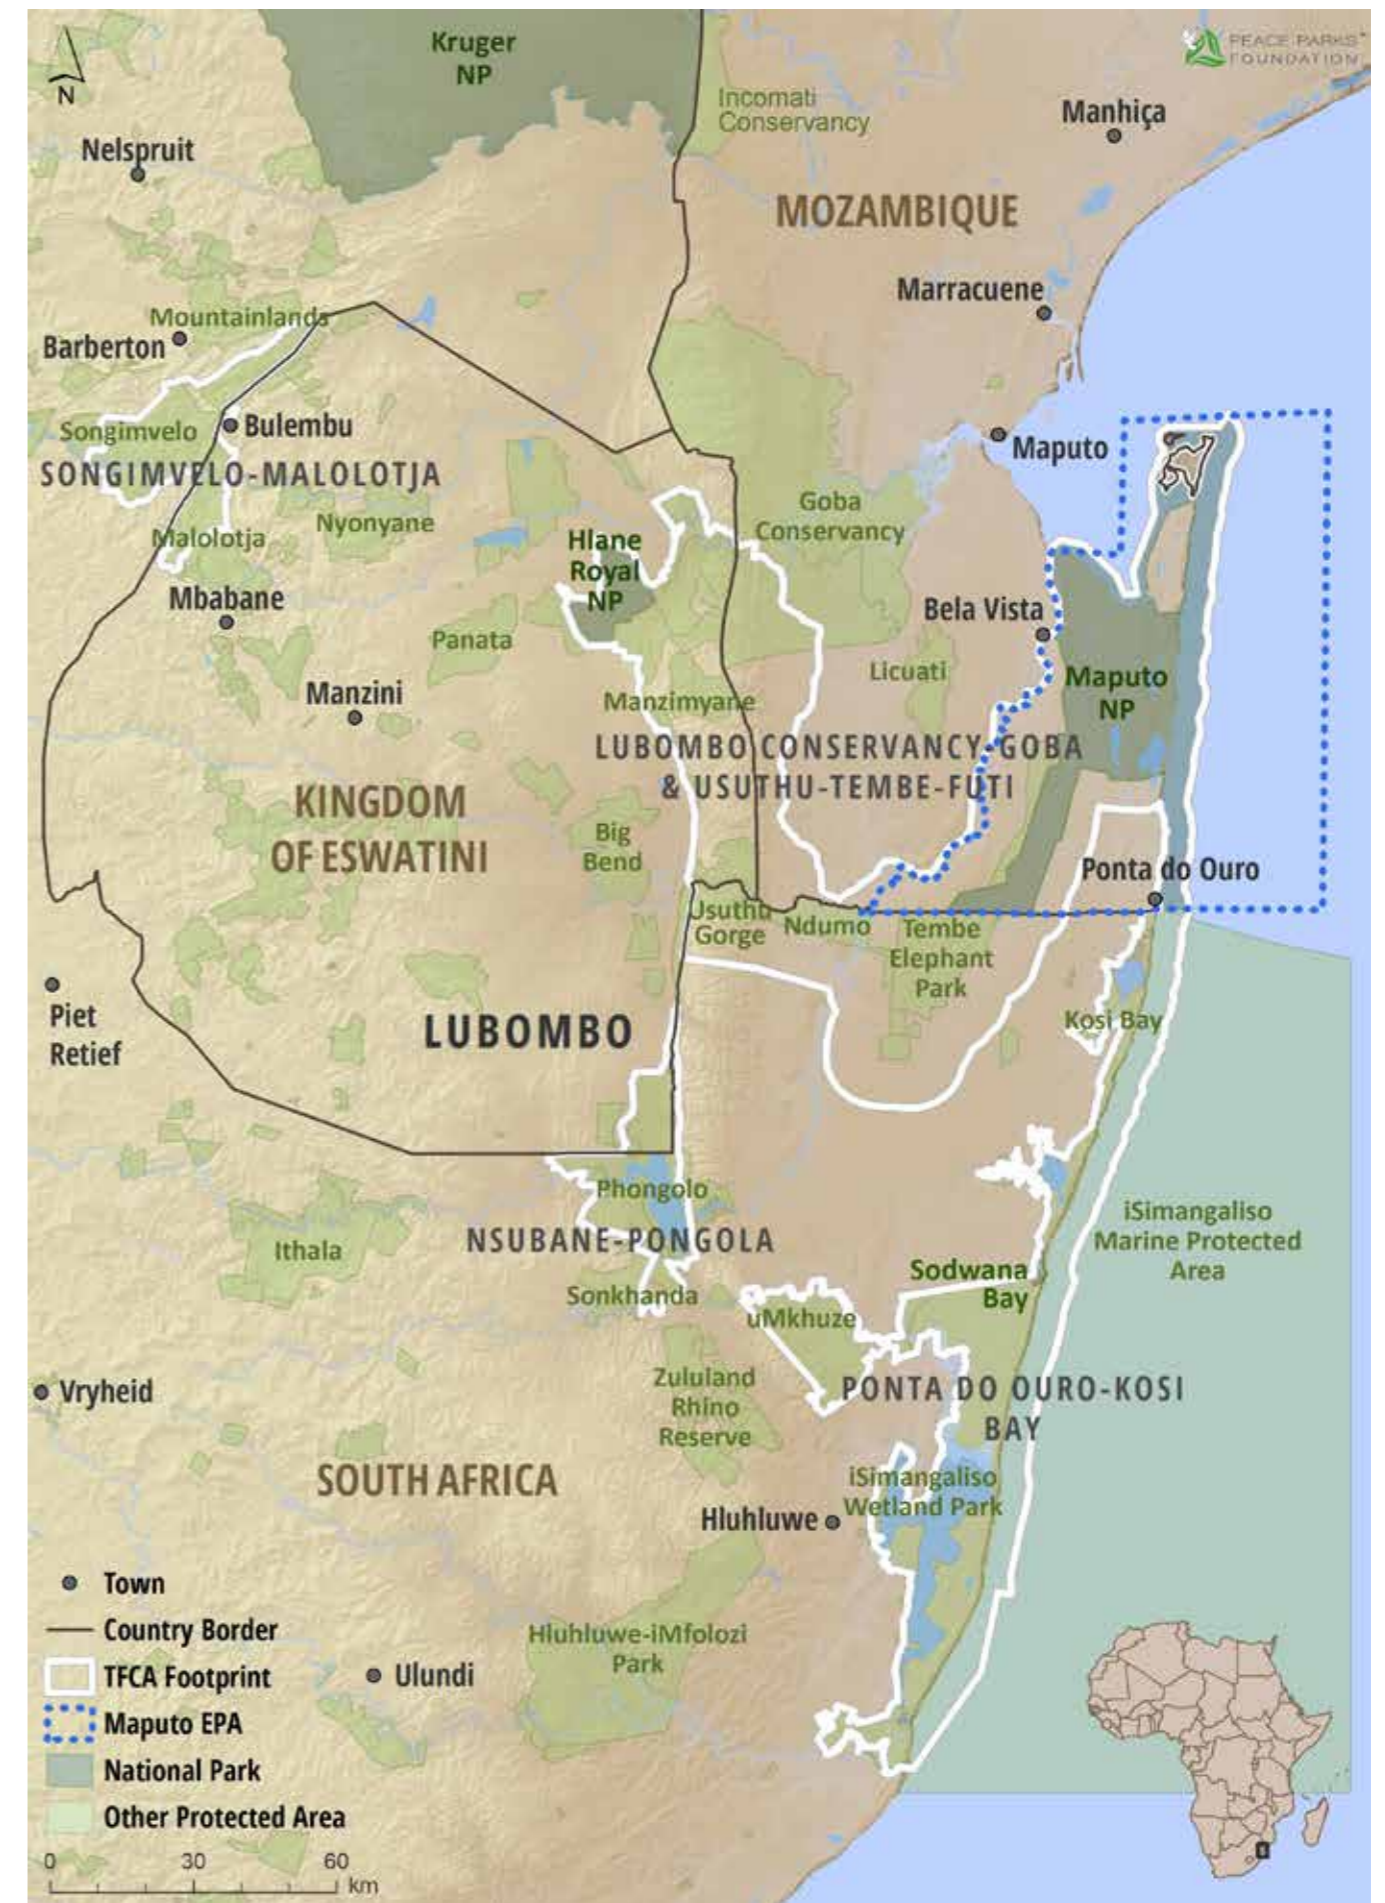 N
PEACE PARKS
FOUNDATION
Kruger
NP
Incomati
Conservancy
Manhiça
Nelspruit
MOZAMBIQUE
Marracuene
Mountainlands
Barberton
Bulembu
Songimvelo
Maputo
SONGIMVELO-MALOLOTJA
Goba
Conservancy
Nyonyane
Malolotja
Hlane
Royal
NP
Mbabane
Bela Vista
Panata
Licuati
Maputo
NP
Manzini
Manzimyane
LUBOMBO CONSERVANCY-GOBA
& USUTHU-TEMBE-FUTI
KINGDOM
OF ESWATINI
Big
Bend
Ponta do Ouro
Usuthu
Gorge
Ndumo
Tembe
Elephant
Park
Piet
Retief
LUBOMBO
Kosi Bay
Phongolo
NSUBANE-PONGOLA
iSimangaliso
Marine Protected
Area
Ithala
Sodwana
Bay
Sonkhanda
uMkhuze
Vryheid
Zululand
Rhino
Reserve
PONTA DO OURO-KOSI
BAY
SOUTH AFRICA
iSimangaliso
Wetland Park
Hluhluwe
Hluhluwe-iMfolozi
Park
Ulundi
Town
Country Border
TFCA Footprint
Maputo EPA
National Park
Other Protected Area
0 30 60
km